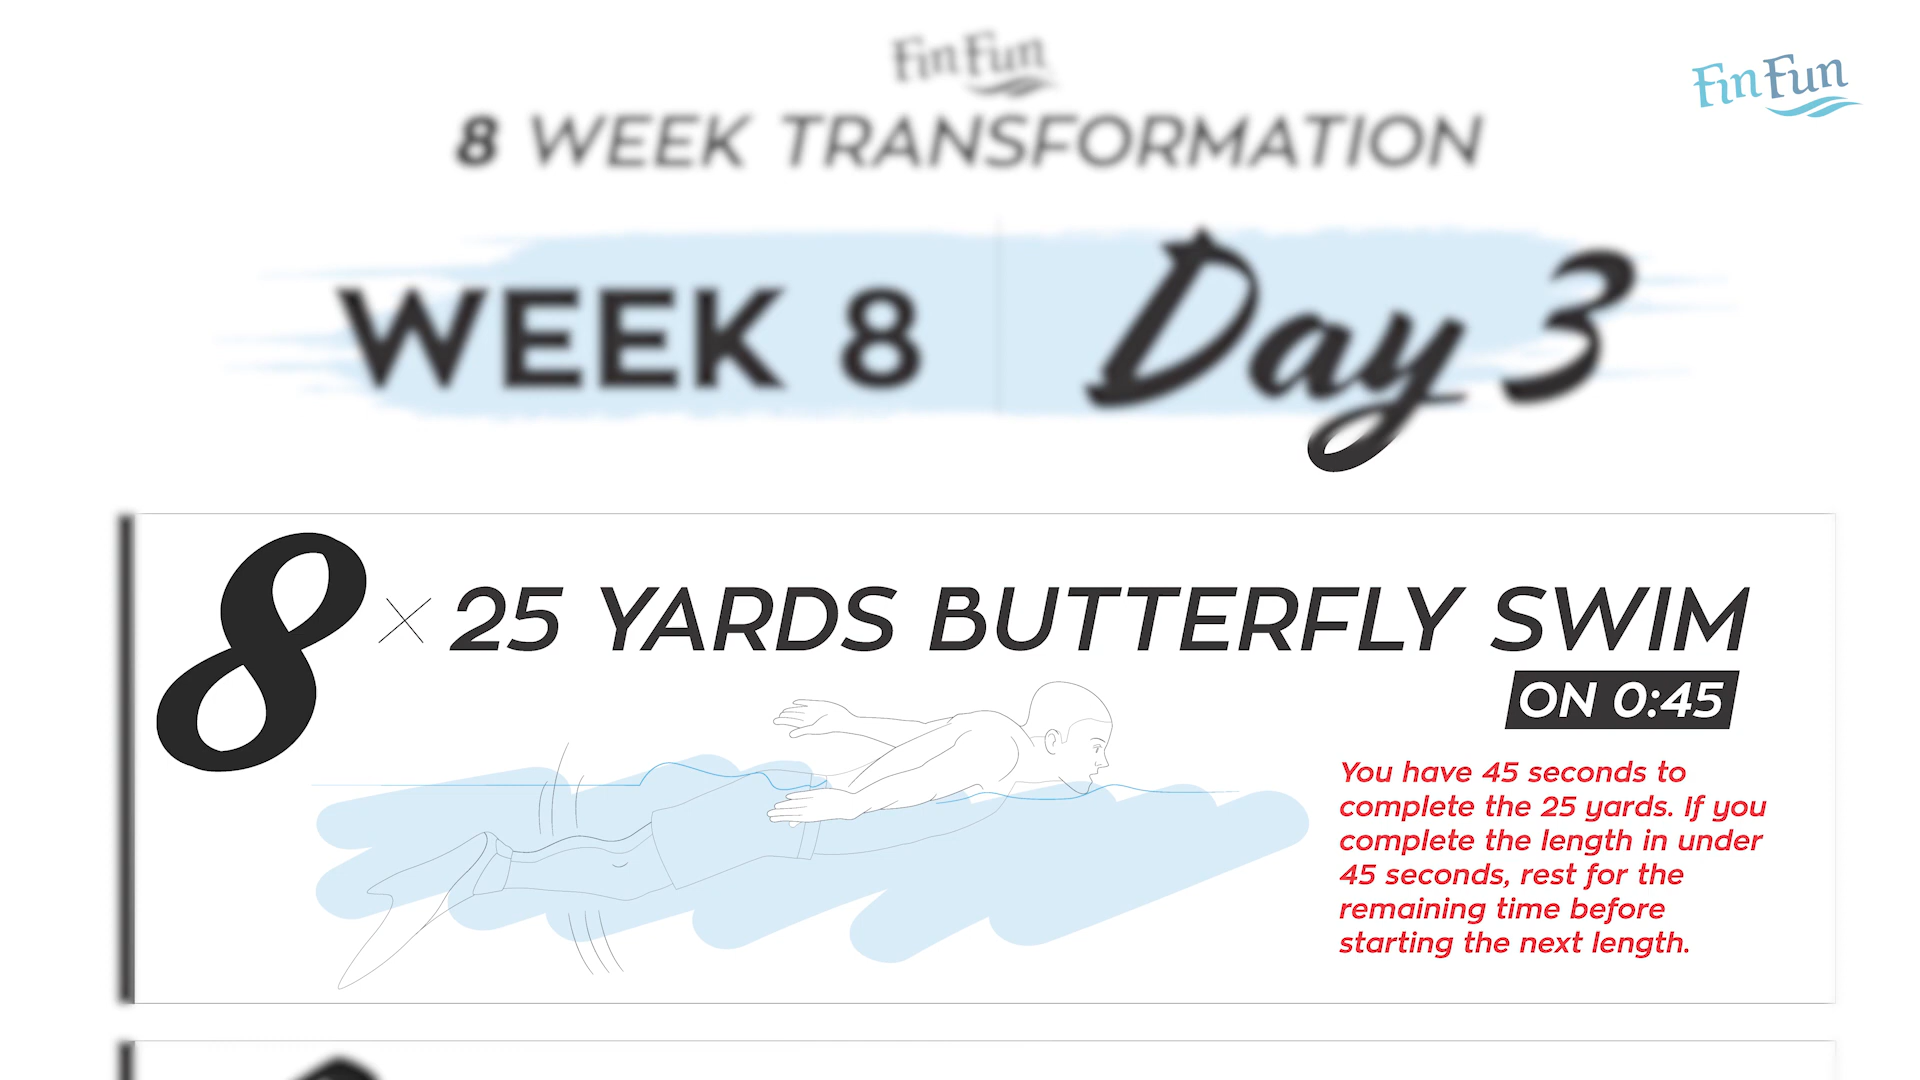 FinFun
FinFun
8 WEEK TRANSFORMATION
WEEK 8 Day 3
8 × 25 YARDS BUTTERFLY SWIM
ON 0:45
You have 45 seconds to
complete the 25 yards. If you
complete the length in under
45 seconds, rest for the
remaining time before
starting the next length.